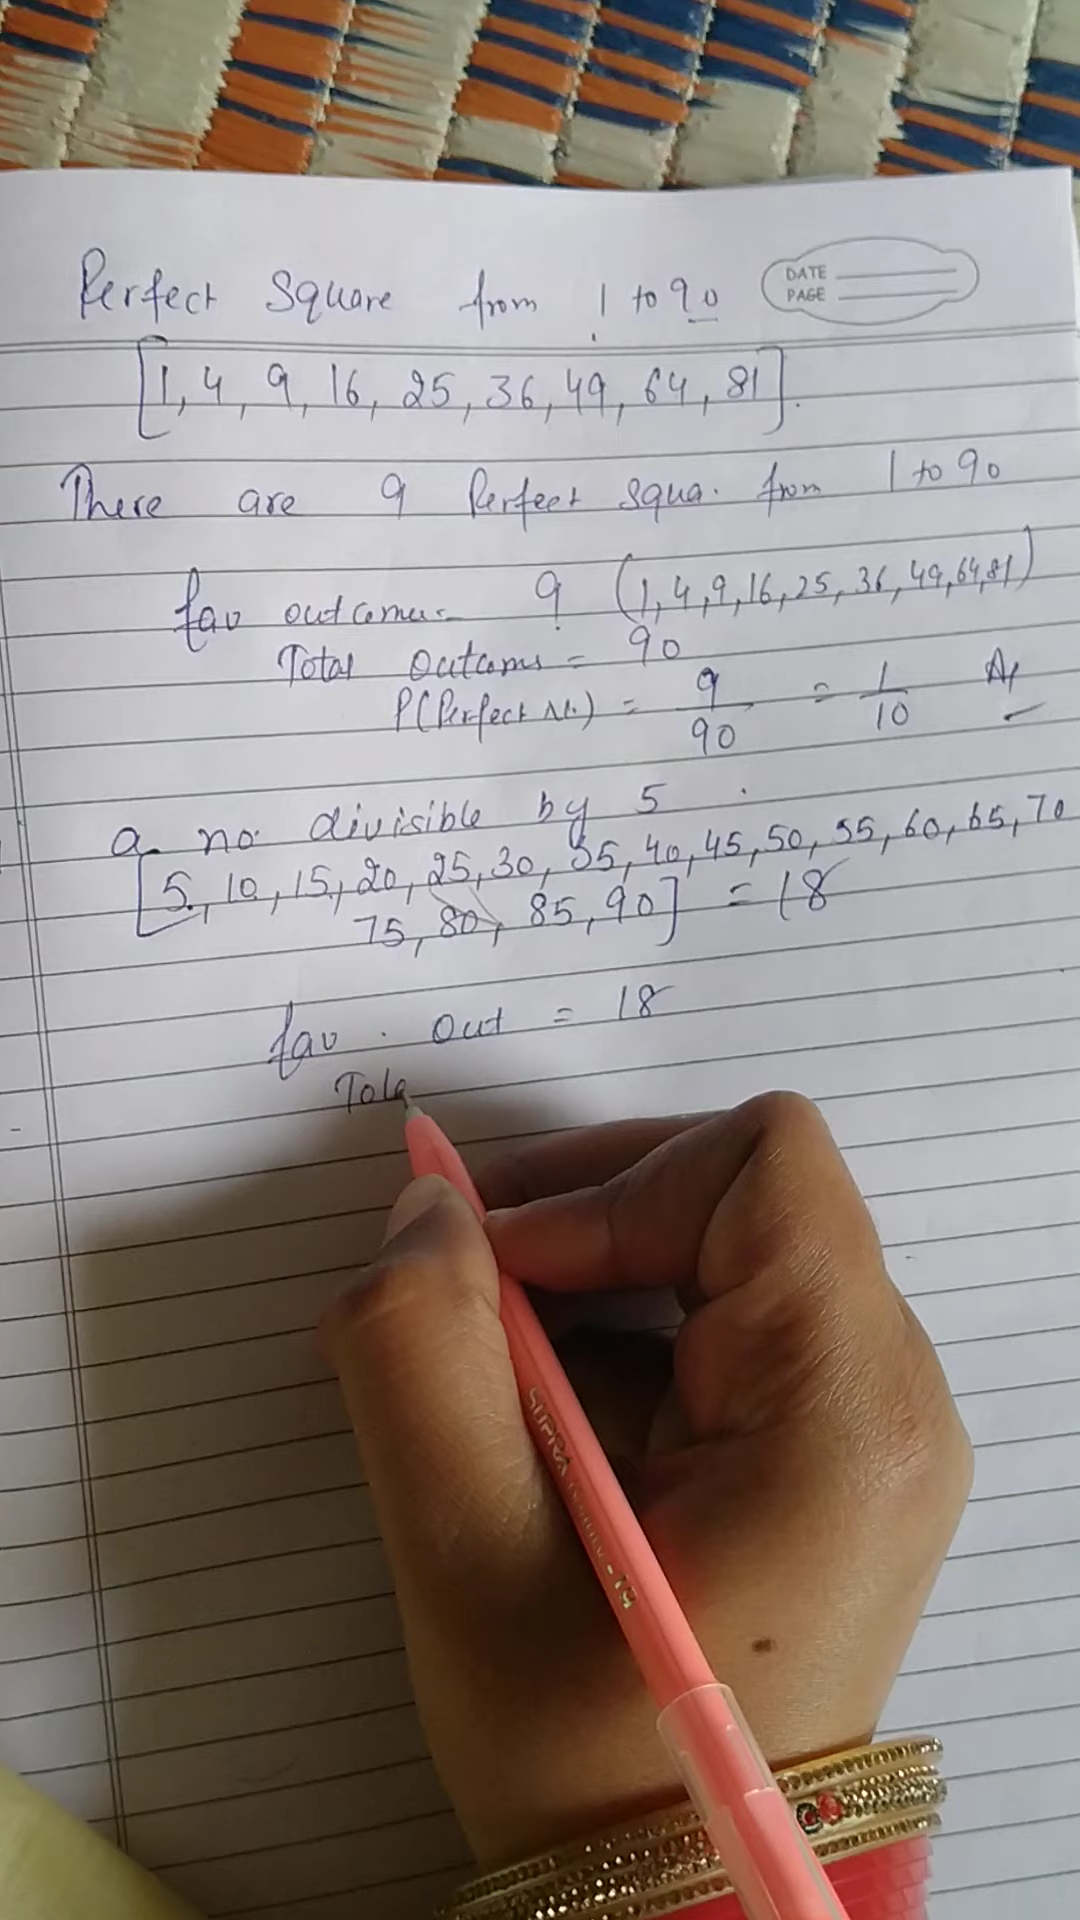 Perfect Square from 1 to 90
DATE
PAGE
[1, 4, 9, 16, 25, 36, 49, 64, 81].
There are 9 Perfect Squa. from 1 to 90
fav outcomes- 9 (1, 4, 9, 16, 25, 36, 49, 64, 81)
Total outcoms = 90
P(Perfect No.) = 9/90 = 1/10
a no. divisible by 5
[5, 10, 15, 20, 25, 30, 35, 40, 45, 50, 55, 60, 65, 70
75, 80, 85, 90] = 18
fav. out = 18
Tota
SUPRA